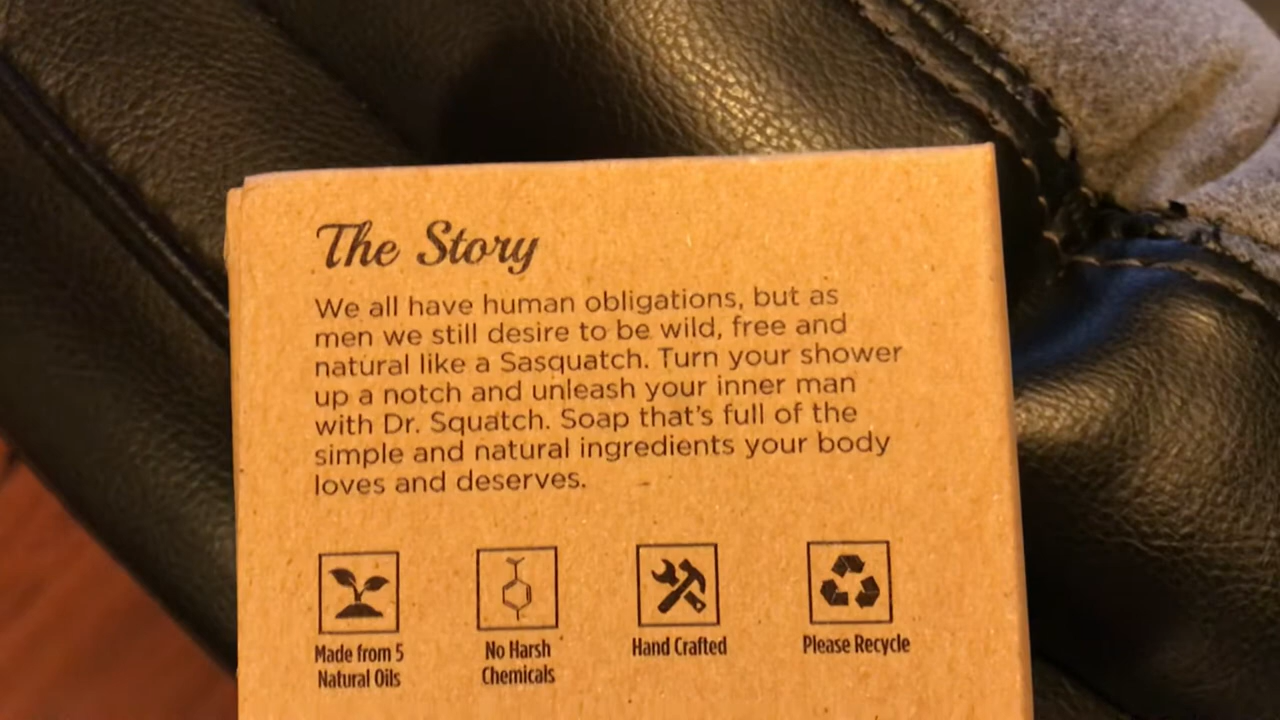 The Story
We all have human obligations, but as
men we still desire to be wild, free and
natural like a Sasquatch. Turn your shower
up a notch and unleash your inner man
with Dr. Squatch. Soap that's full of the
simple and natural ingredients your body
loves and deserves.
Made from 5
Natural Oils
No Harsh
Chemicals
Hand Crafted
Please Recycle